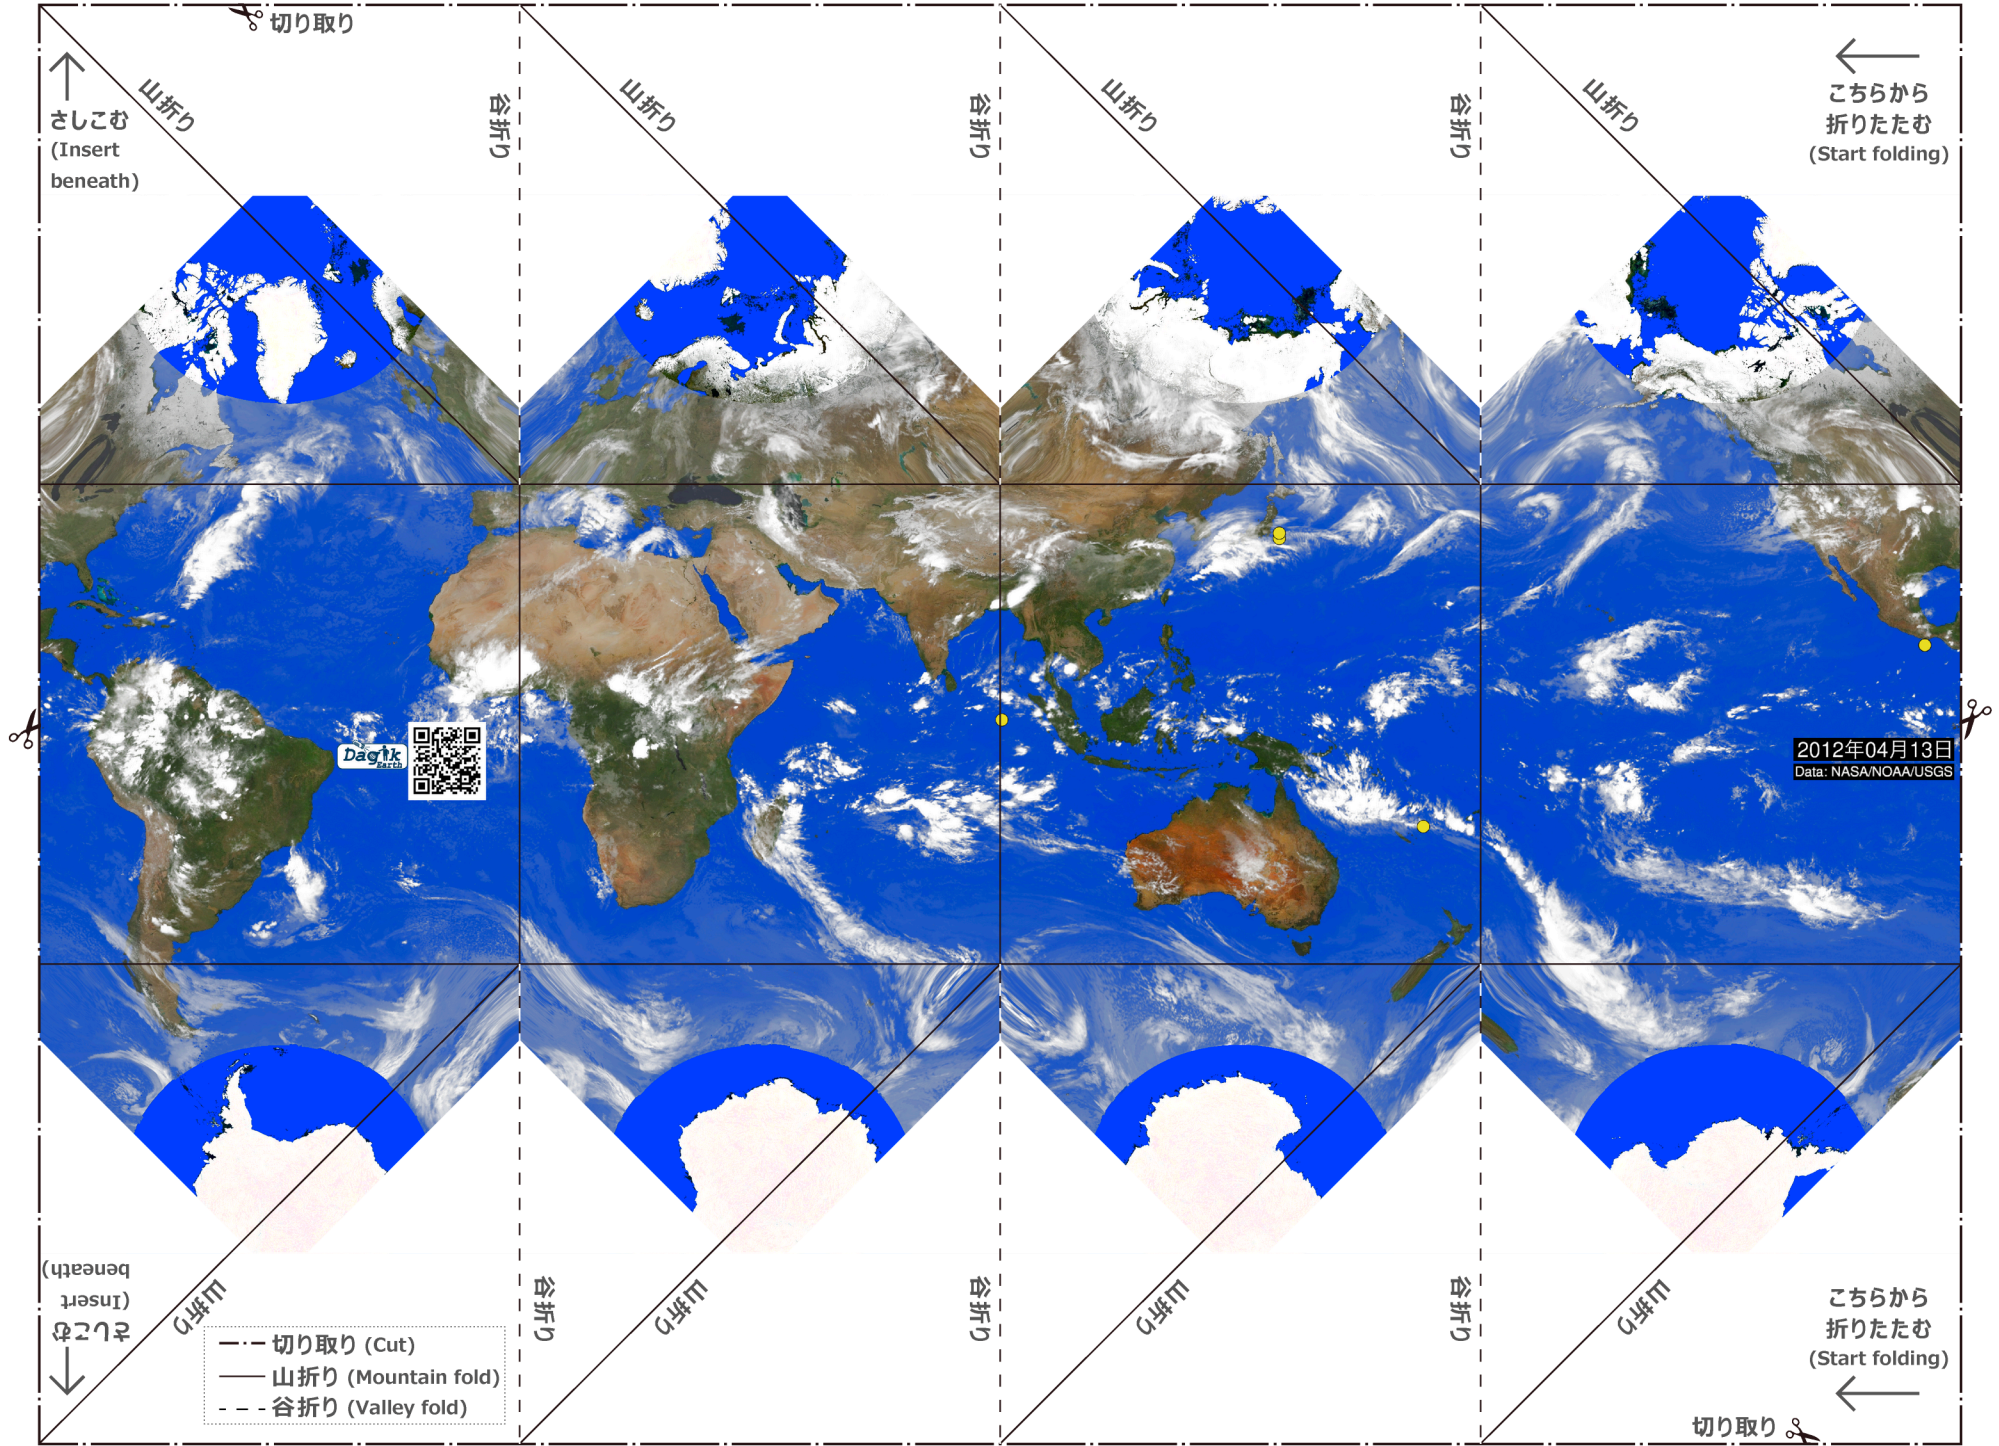 切り取り
さしこむ
(Insert
beneath)
山折り
谷折り
山折り
谷折り
山折り
谷折り
山折り
こちらから
折りたたむ
(Start folding)
Dagik
Earth
2012年04月13日
Data: NASA/NOAA/USGS
さしこむ
(Insert
beneath)
山折り
谷折り
山折り
谷折り
山折り
谷折り
山折り
こちらから
折りたたむ
(Start folding)
切り取り (Cut)
山折り (Mountain fold)
谷折り (Valley fold)
切り取り